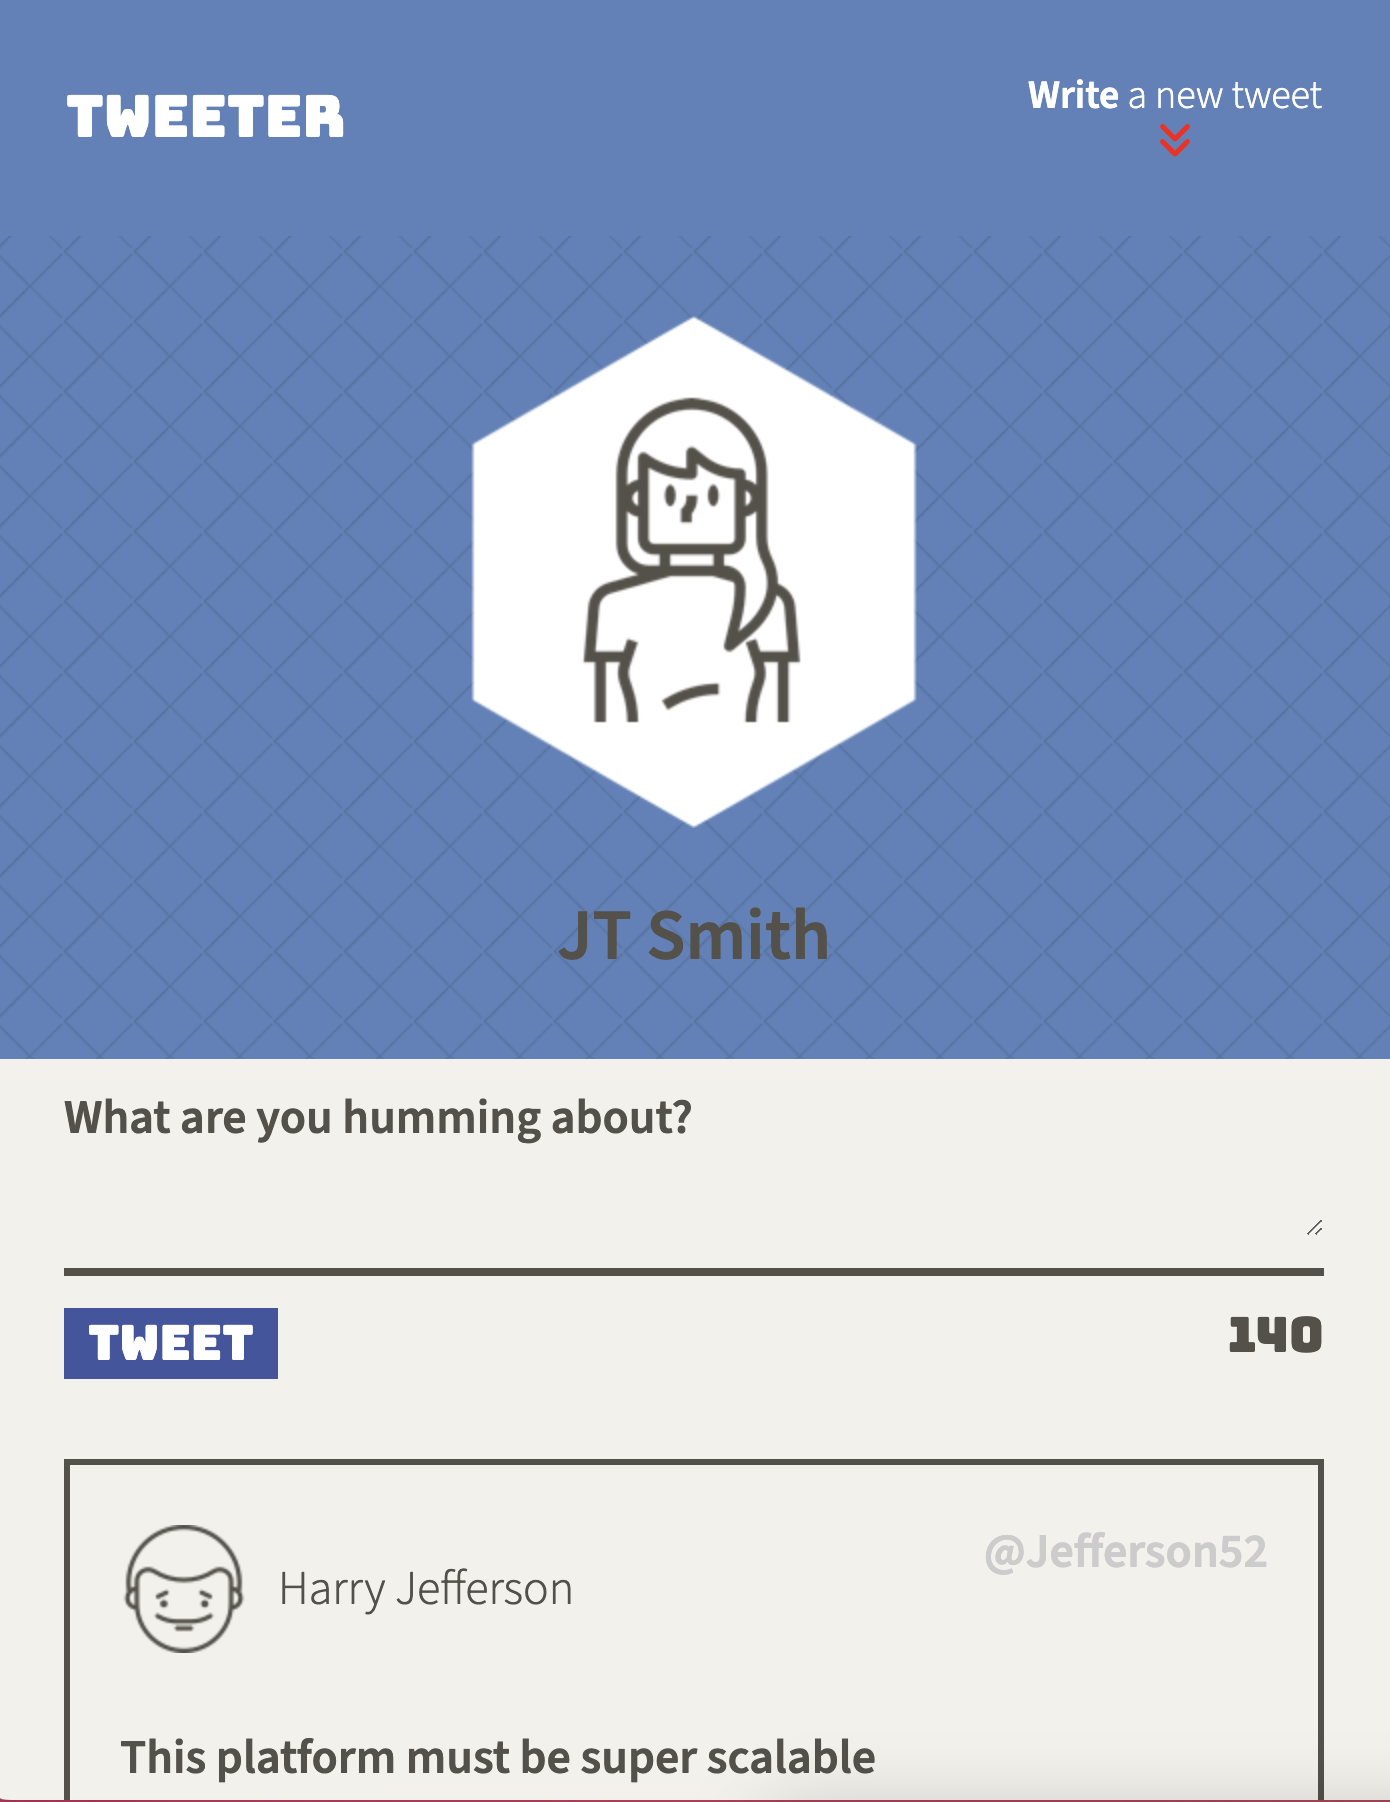 TWEETER
Write a new tweet
JT Smith
What are you humming about?
TWEET
140
Harry Jefferson
@Jefferson52
This platform must be super scalable